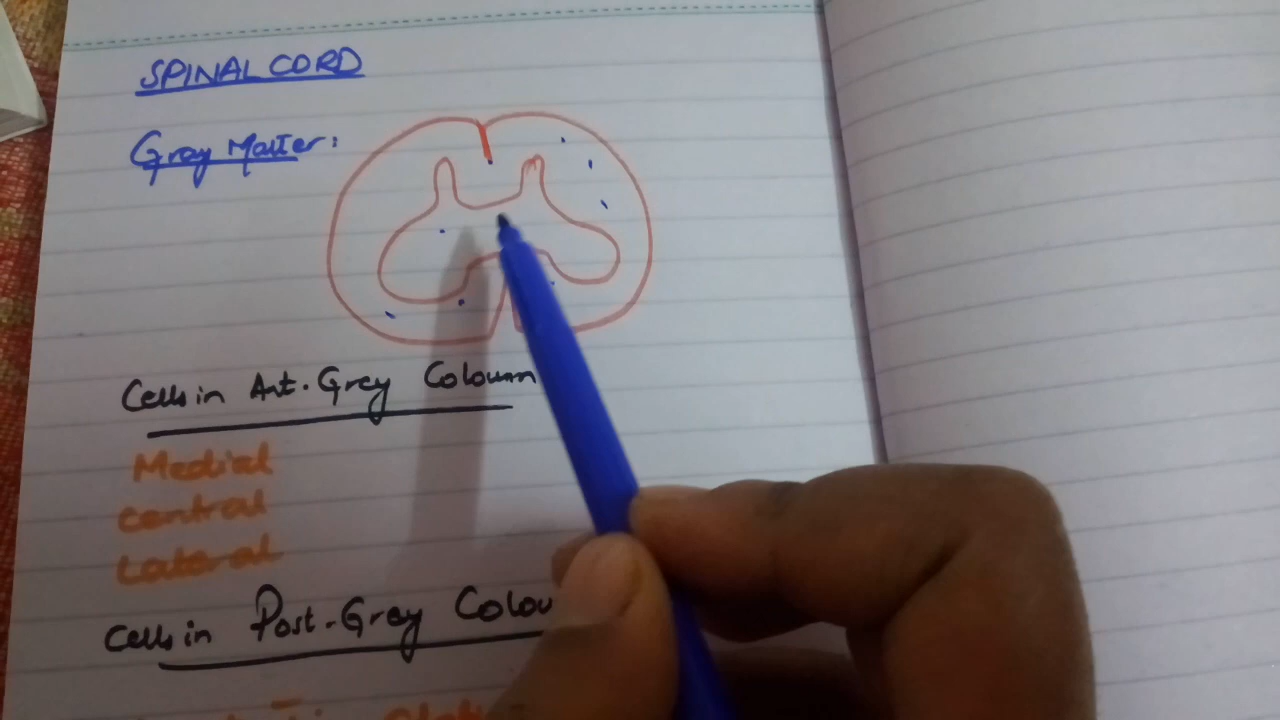 SPINAL CORD
Grey Matter:
Cells in Ant. Grey Coloumn
Medial
Central
Lateral
Cells in Post. Grey Colou